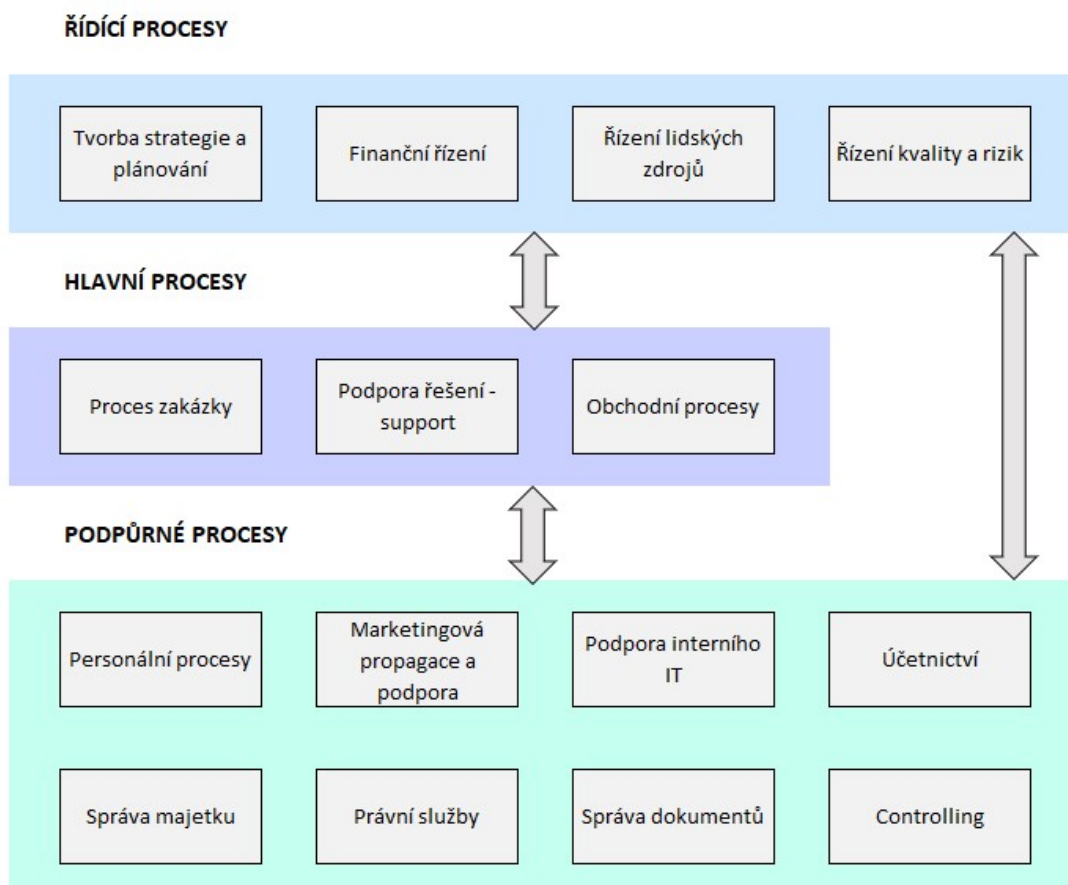 ŘÍDÍCÍ PROCESY
Tvorba strategie a
plánování
Finanční řízení
Řízení lidských
zdrojů
Řízení kvality a rizik
HLAVNÍ PROCESY
Proces zakázky
Podpora řešení -
support
Obchodní procesy
PODPŮRNÉ PROCESY
Personální procesy
Marketingová
propagace a
podpora
Podpora interního
IT
Účetnictví
Správa majetku
Právní služby
Správa dokumentů
Controlling